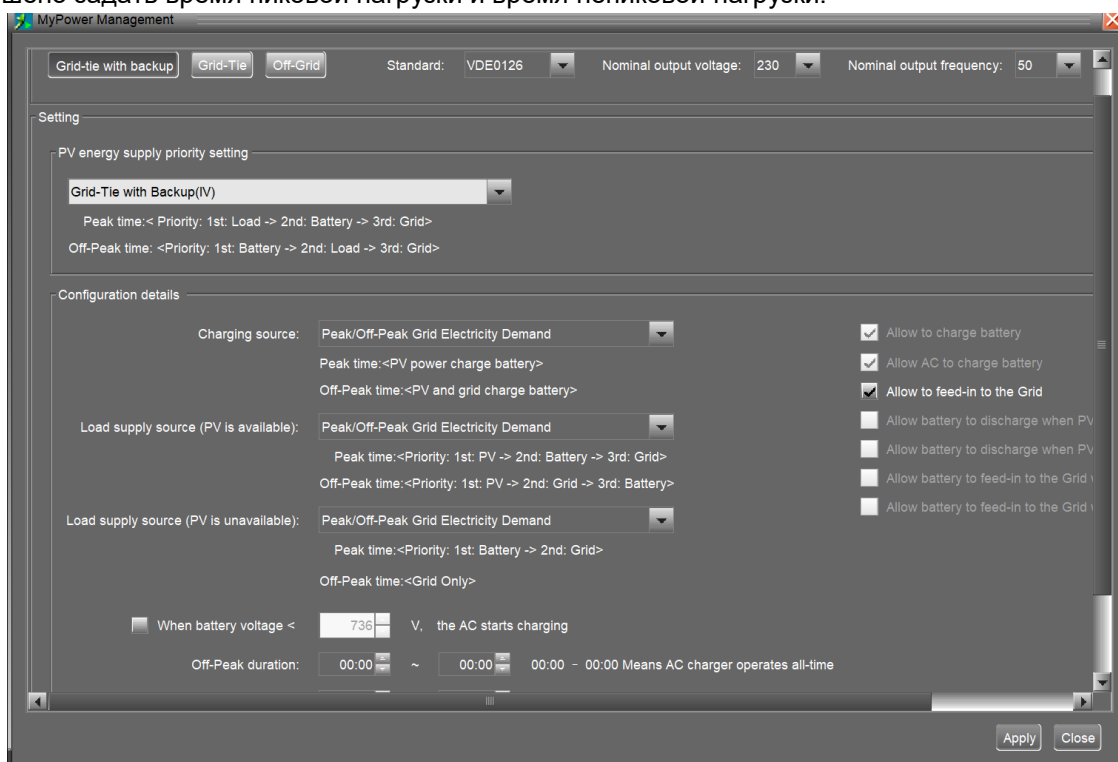 задать время пиковой нагрузки и время непиковой нагрузки.
MyPower Management
Grid-tie with backup Grid-Tie Off-Grid Standard: VDE0126 Nominal output voltage: 230 Nominal output frequency: 50
Setting
PV energy supply priority setting
Grid-Tie with Backup(IV)
Peak time:< Priority: 1st: Load -> 2nd: Battery -> 3rd: Grid>
Off-Peak time: <Priority: 1st: Battery -> 2nd: Load -> 3rd: Grid>
Configuration details
Charging source: Peak/Off-Peak Grid Electricity Demand Allow to charge battery
Peak time:<PV power charge battery> Allow AC to charge battery
Off-Peak time:<PV and grid charge battery> Allow to feed-in to the Grid
Load supply source (PV is available): Peak/Off-Peak Grid Electricity Demand Allow battery to discharge when PV
Peak time:<Priority: 1st: PV -> 2nd: Battery -> 3rd: Grid> Allow battery to discharge when PV
Off-Peak time:<Priority: 1st: PV -> 2nd: Grid -> 3rd: Battery> Allow battery to feed-in to the Grid
Load supply source (PV is unavailable): Peak/Off-Peak Grid Electricity Demand Allow battery to feed-in to the Grid
Peak time:<Priority: 1st: Battery -> 2nd: Grid>
Off-Peak time:<Grid Only>
When battery voltage < 736 V, the AC starts charging
Off-Peak duration: 00:00 ~ 00:00 00:00 - 00:00 Means AC charger operates all-time
Apply Close